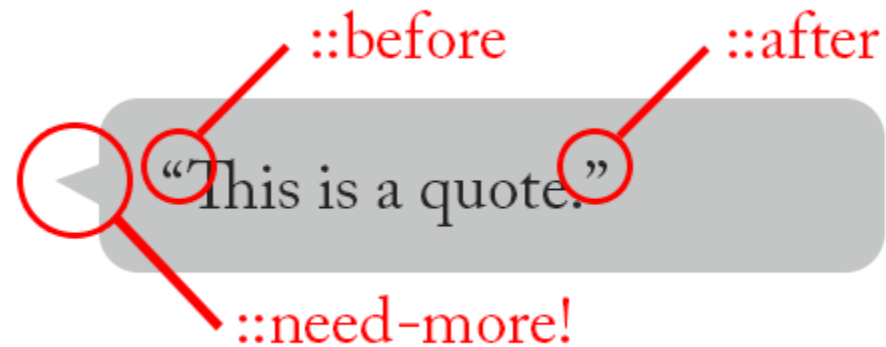 ::before
::after
“This is a quote.”
::need-more!